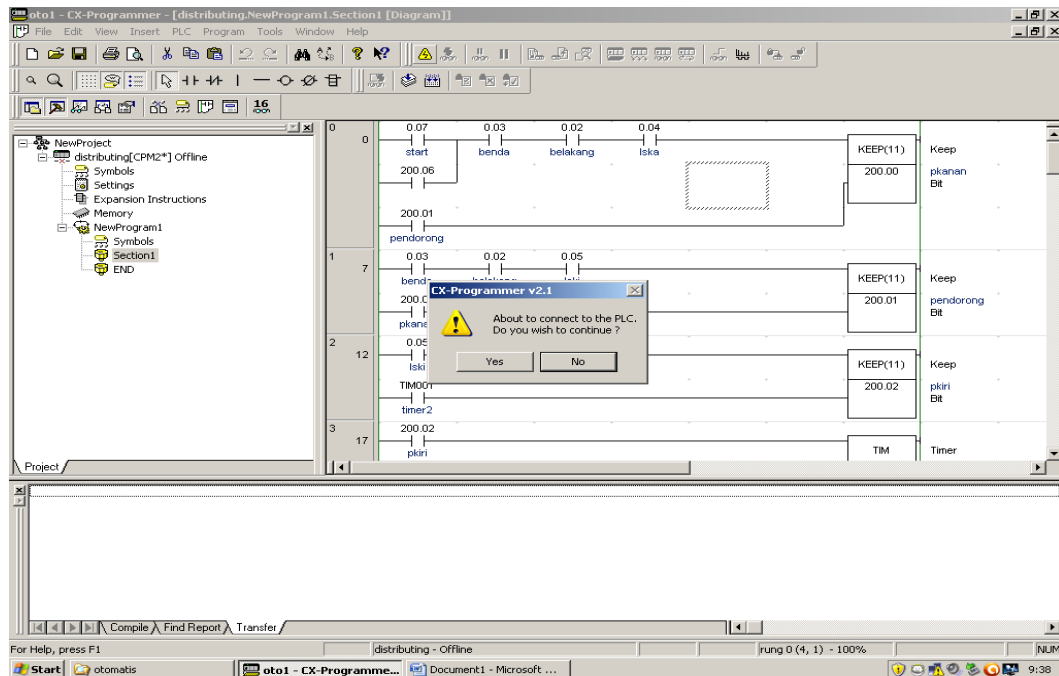 oto1 - CX-Programmer - [distributing.NewProgram1.Section1 [Diagram]]
File Edit View Insert PLC Program Tools Window Help
16
NewProject
distributing[CPM2*] Offline
Symbols
Settings
Expansion Instructions
Memory
NewProgram1
Symbols
Section1
END
Project
0
0
0.07 0.03 0.02 0.04
start benda belakang lska
KEEP(11) Keep
200.06
200.00 pkanan
Bit
200.01
pendorong
1
7
0.03 0.02 0.05
KEEP(11) Keep
200.01 pendorong
Bit
CX-Programmer v2.1
About to connect to the PLC.
Do you wish to continue ?
Yes No
2
12
lski
KEEP(11) Keep
200.02 pkiri
Bit
TIM001
timer2
3
17
200.02
pkiri
TIM Timer
Compile Find Report Transfer
For Help, press F1 distributing - Offline rung 0 (4, 1) - 100% NUM
Start otomatis oto1 - CX-Programme... Document1 - Microsoft ... 9:38